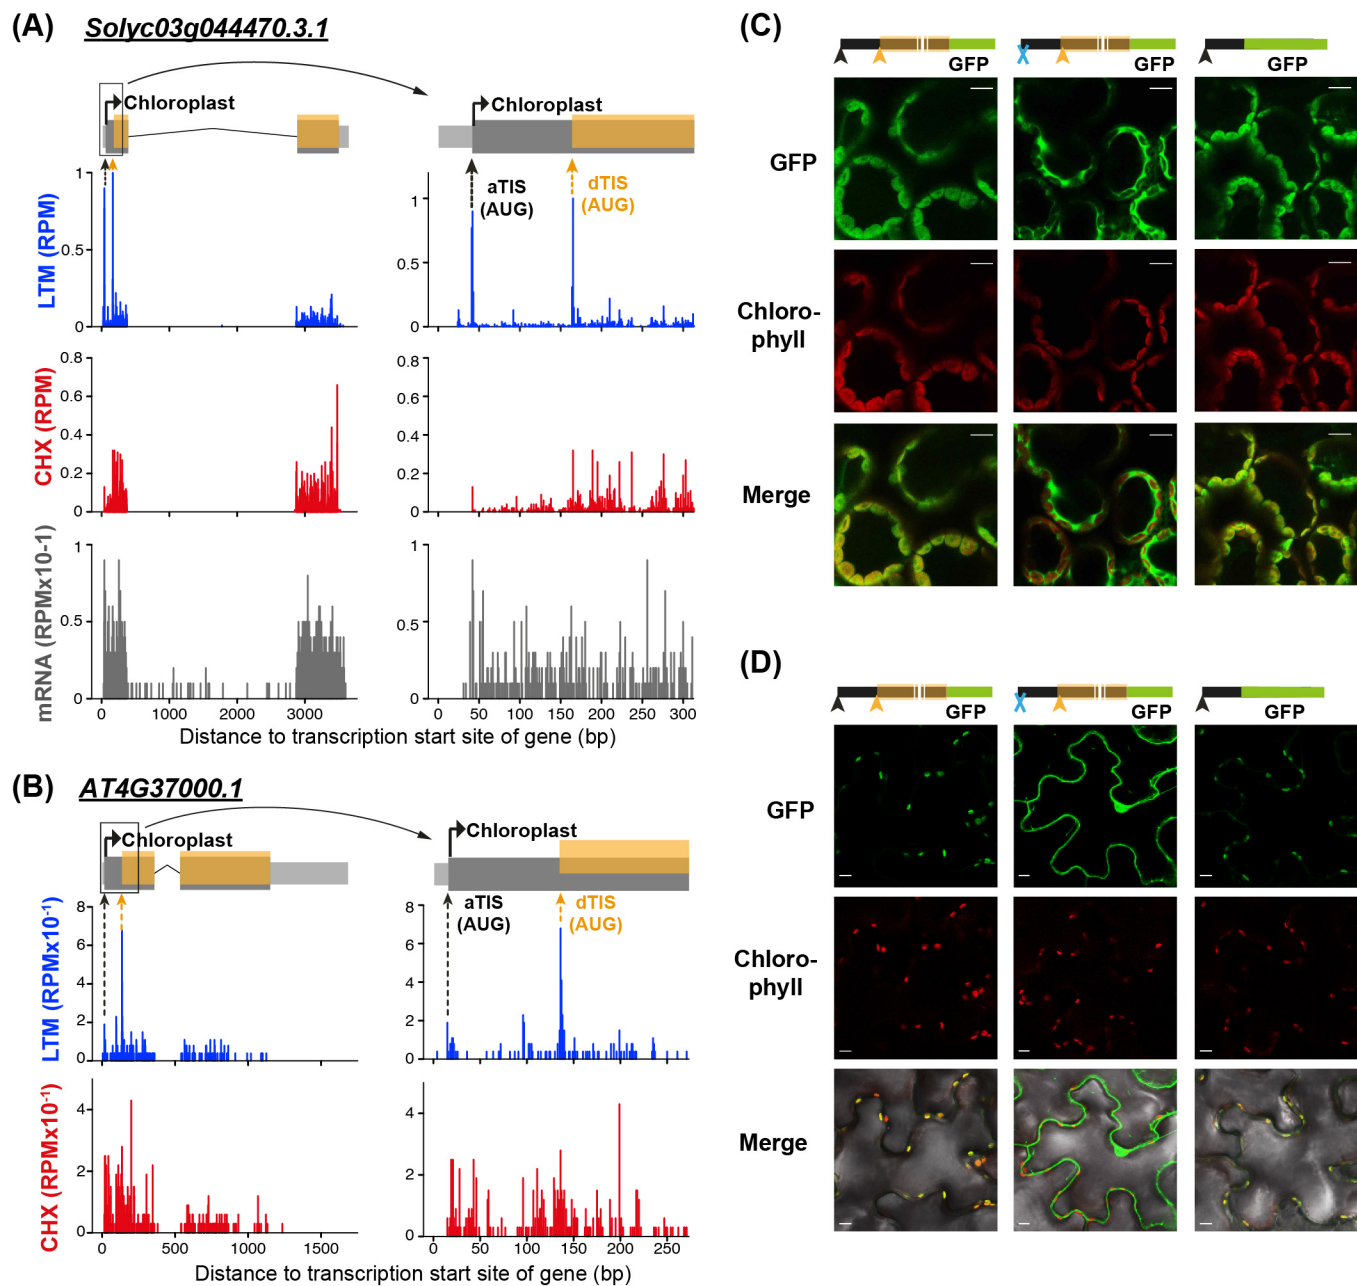 (A) Solyc03g044470.3.1
Chloroplast
Chloroplast
aTIS
(AUG)
dTIS
(AUG)
LTM (RPM)
1
0.5
0
1
0.5
0
CHX (RPM)
0.8
0.6
0.4
0.2
0
0.8
0.6
0.4
0.2
0
mRNA (RPMx10-1)
1
0.5
0
1
0.5
0
0 1000 2000 3000
0 50 100 150 200 250 300
Distance to transcription start site of gene (bp)
(B) AT4G37000.1
Chloroplast
Chloroplast
aTIS
(AUG)
dTIS
(AUG)
LTM (RPMx10-1)
8
6
4
2
0
8
6
4
2
0
CHX (RPMx10-1)
4
2
0
4
2
0
0 500 1000 1500
0 50 100 150 200 250
Distance to transcription start site of gene (bp)
(C)
GFP GFP GFP
GFP
Chloro-
phyll
Merge
(D)
GFP GFP GFP
GFP
Chloro-
phyll
Merge